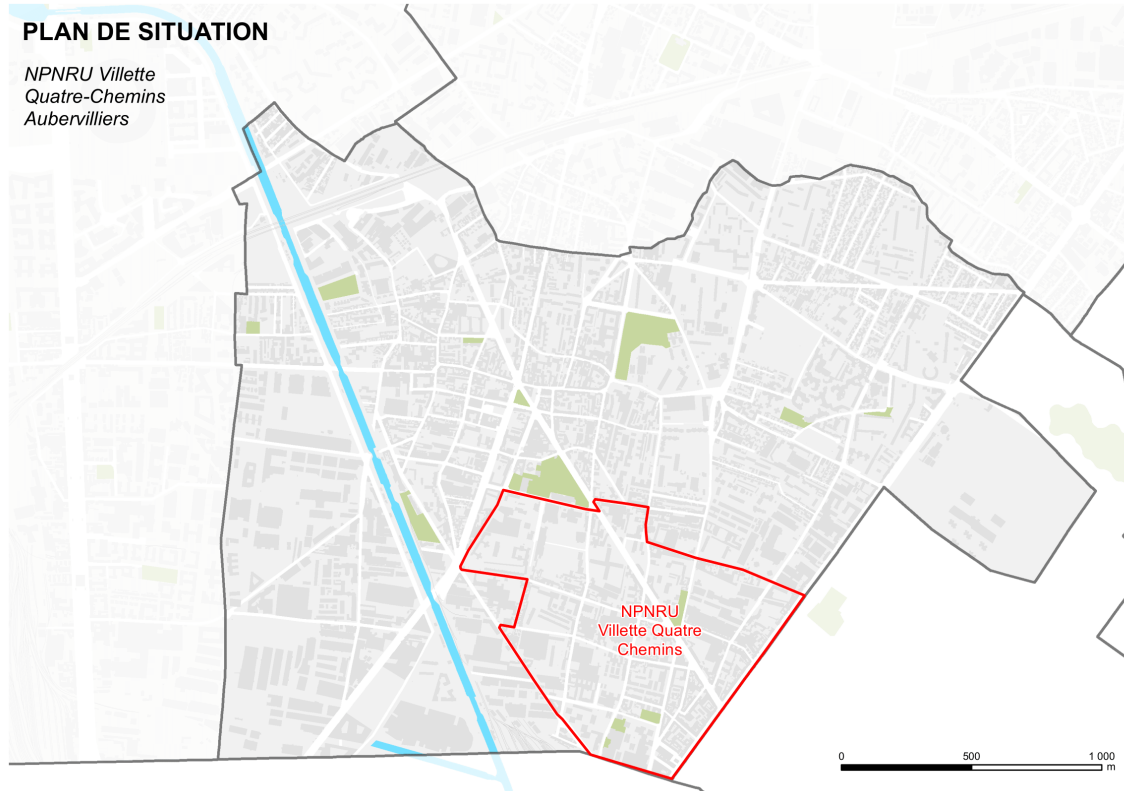 PLAN DE SITUATION
NPNRU Villette
Quatre-Chemins
Aubervilliers
NPNRU
Villette Quatre
Chemins
0 500 1 000
m